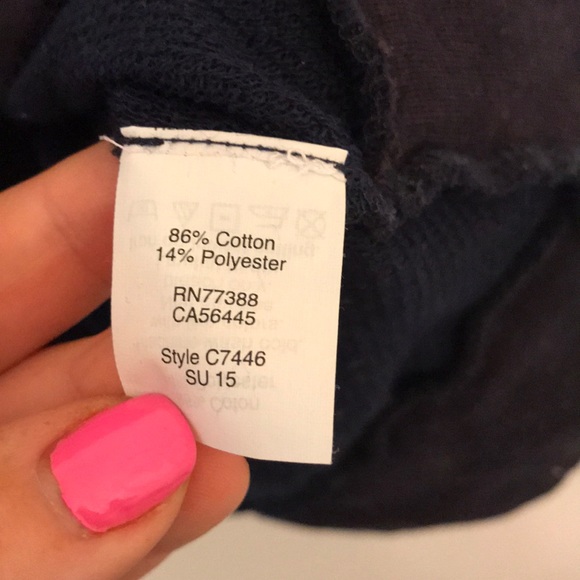 86% Cotton
14% Polyester
RN77388
CA56445
Style C7446
SU 15